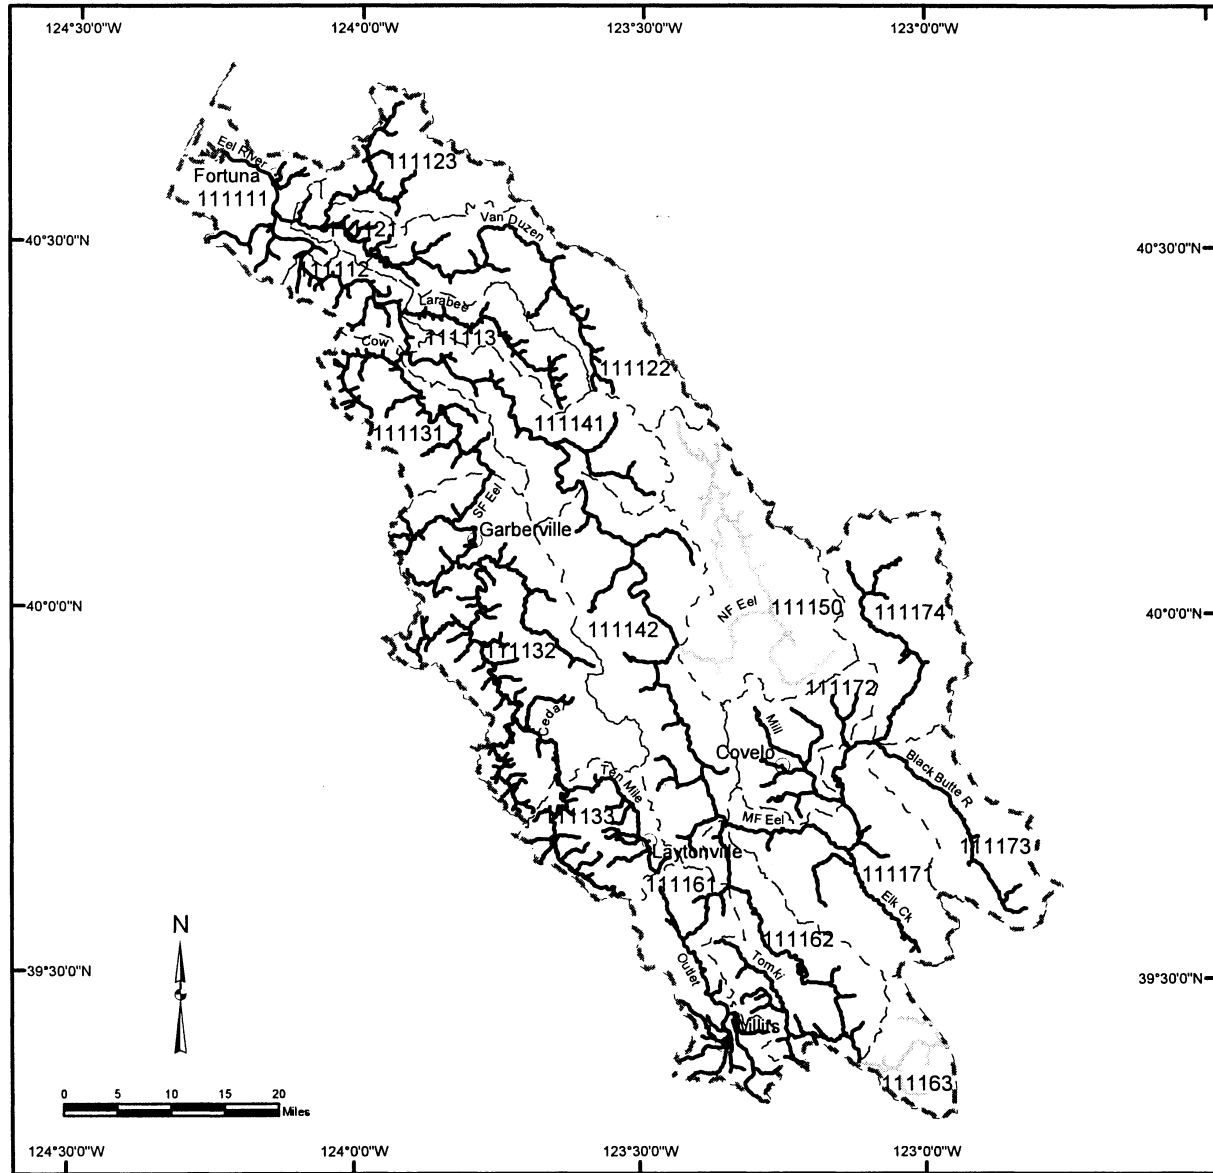 124°30'0"W 124°0'0"W 123°30'0"W 123°0'0"W
111123
Eel River
Fortuna
111111
Van Duzen
111121
40°30'0"N 40°30'0"N
11112
Larabee
111113
Cow
111122
111141
111131
SF Eel
Garberville
NF Eel
111150
40°0'0"N 40°0'0"N
111174
111142
111132
111172
Mill
Covelo
Black Butte R
Ten Mile
MF Eel
111133
111173
Laytonville
111171
111161
Elk Ck
N
111162
Tomki
Outlet
39°30'0"N 39°30'0"N
Willits
111163
0 5 10 15 20
Miles
124°30'0"W 124°0'0"W 123°30'0"W 123°0'0"W